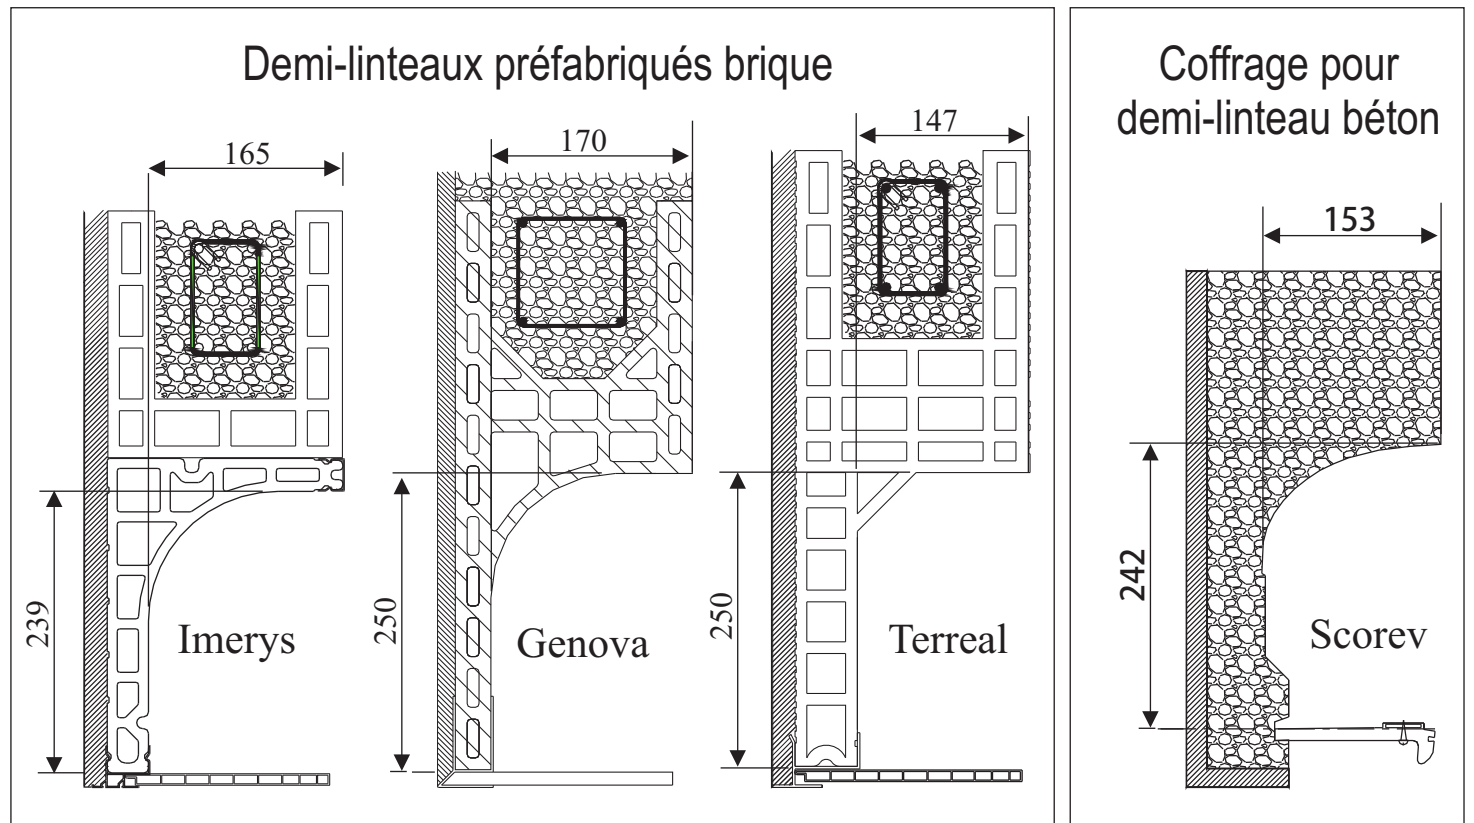 Demi-linteaux préfabriqués brique
165
239
Imerys
170
250
Genova
147
250
Terreal
Coffrage pour
demi-linteau béton
153
242
Scorev